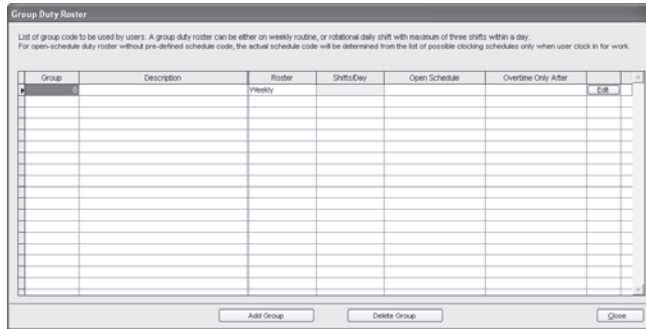 Group Duty Roster
List of group code to be used by users. A group duty roster can be either on weekly routine, or rotational daily shift with maximum of three shifts within a day.
For open-schedule duty roster without pre-defined schedule code, the actual schedule code will be determined from the list of possible clocking schedules only when user clock in for work.
Group Description Roster Shifts/Day Open Schedule Overtime Only After
0 Weekly Edit
Add Group Delete Group Close